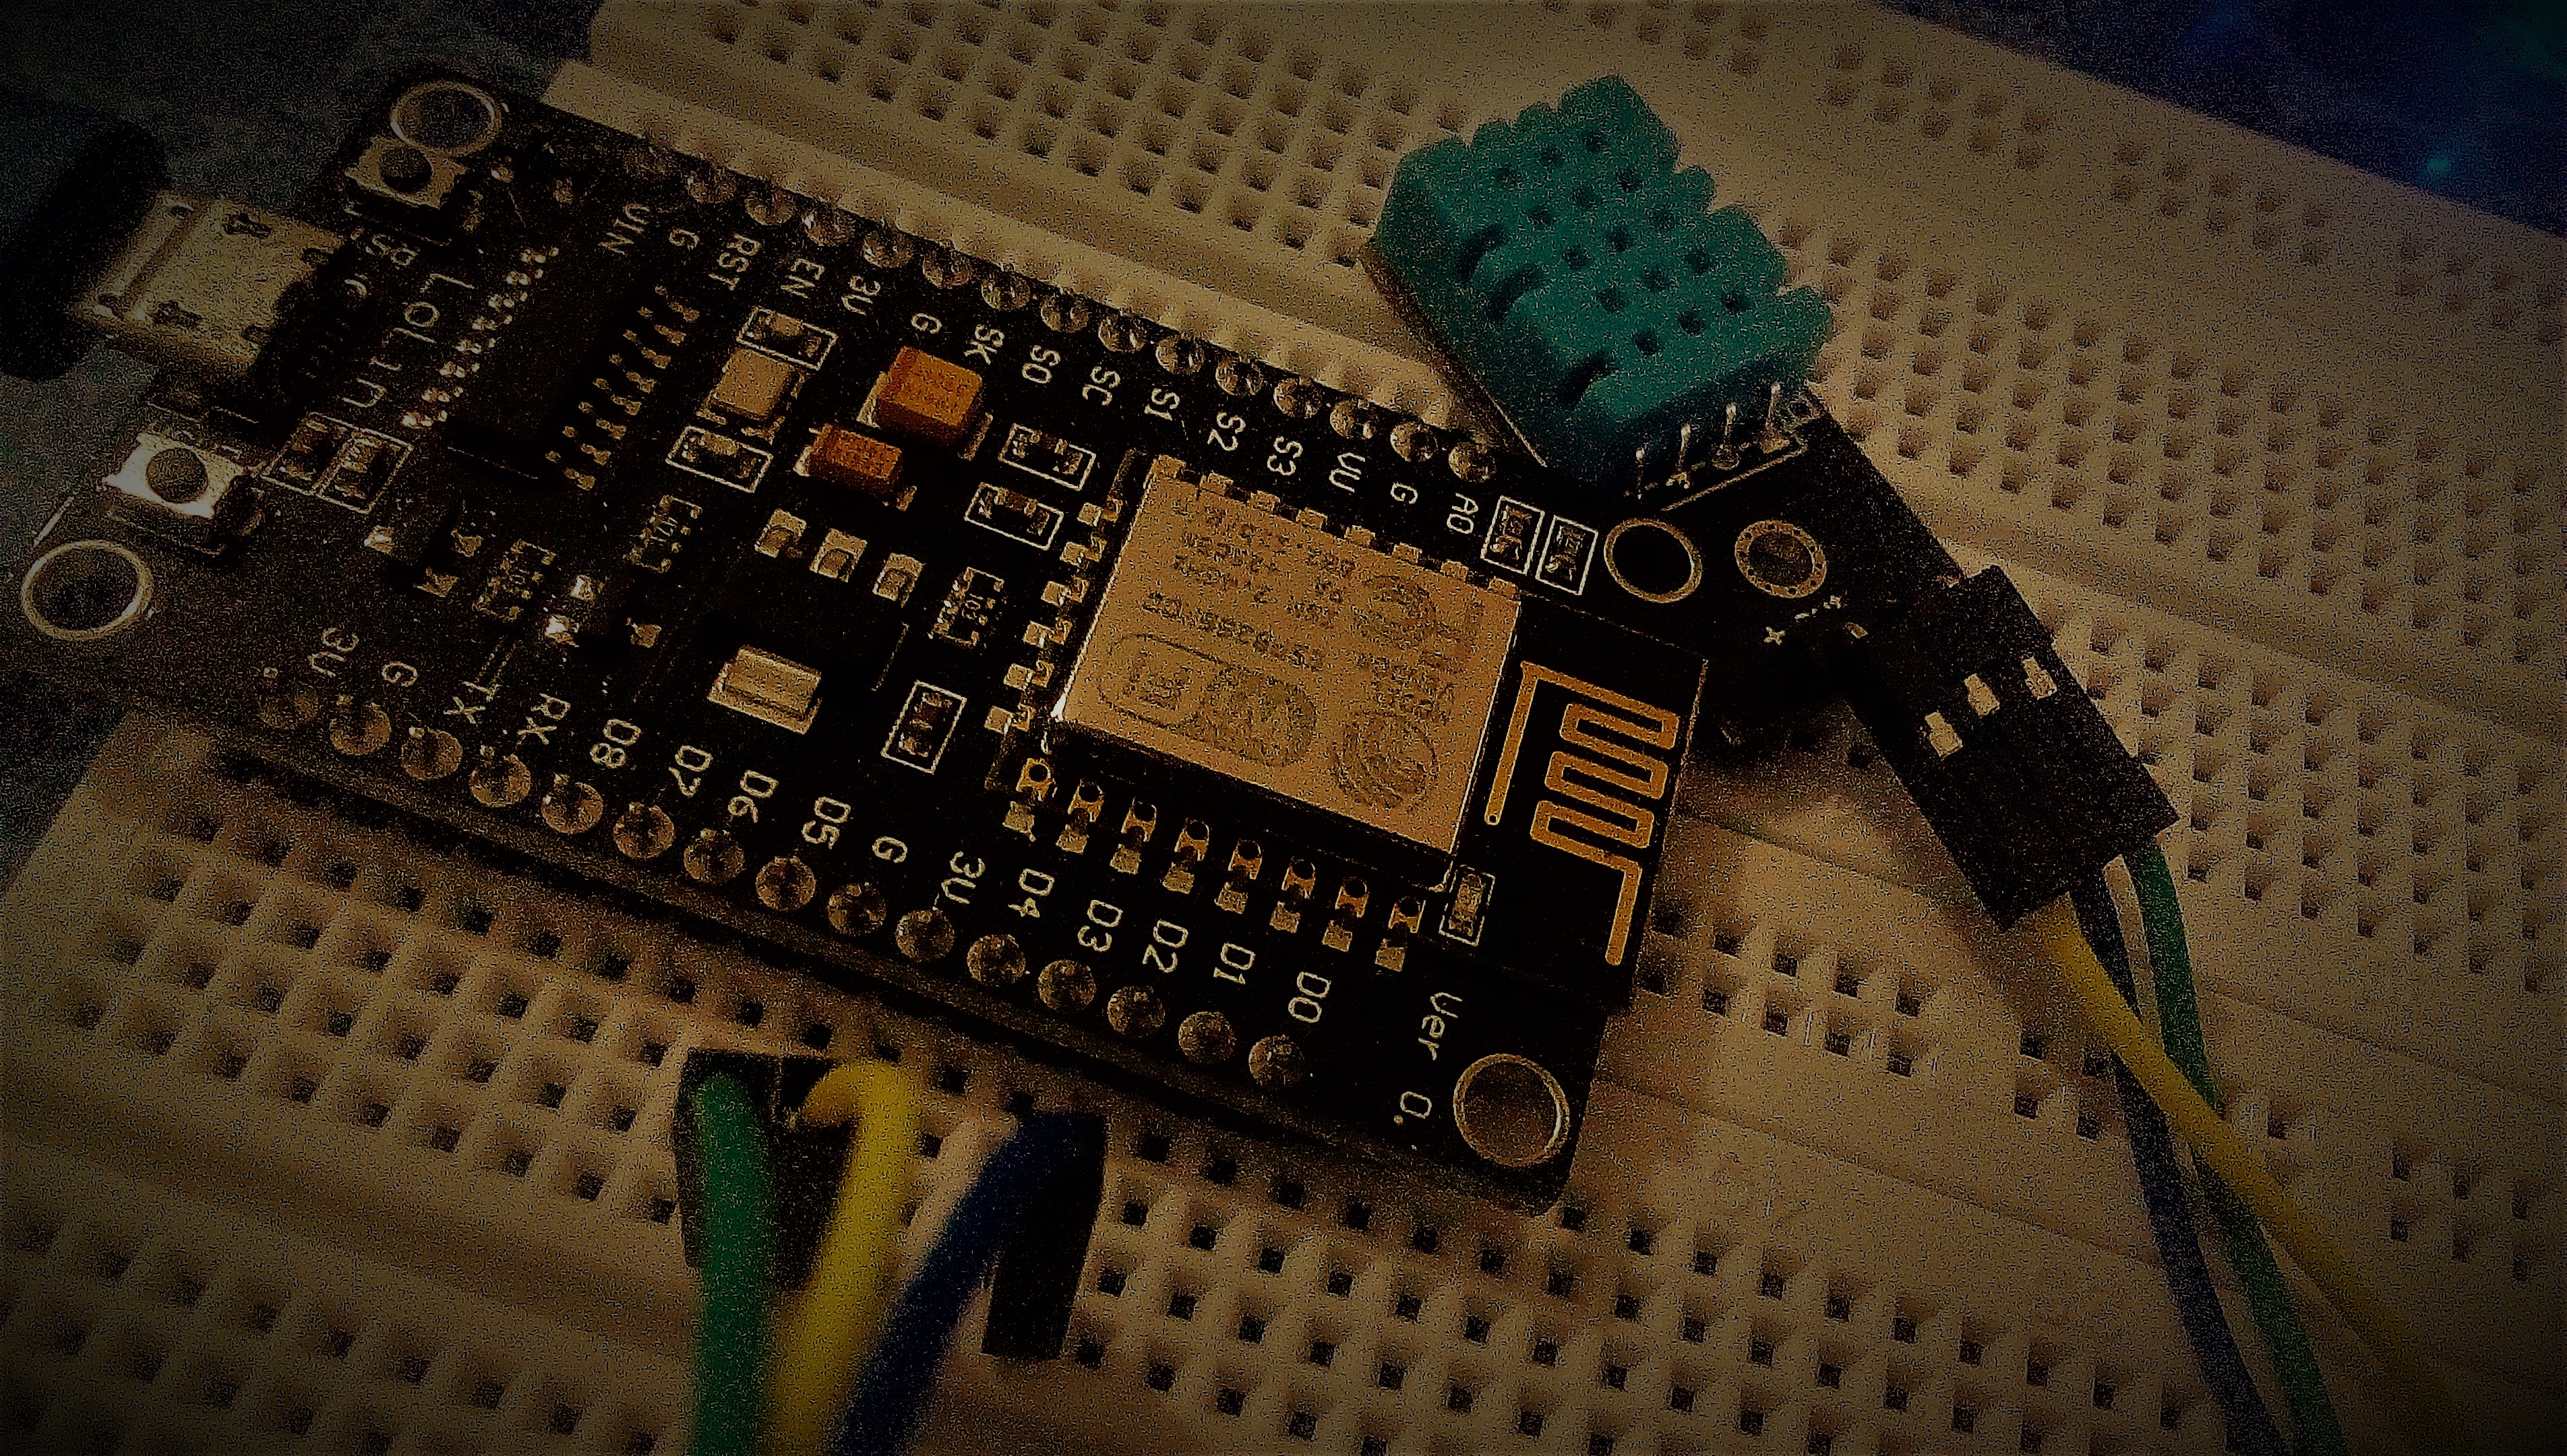 LoLin
VIN
G
RST
EN
3V
G
SK
SO
SC
S1
S2
S3
VU
G
A0
3V
G
TX
RX
D8
D7
D6
D5
G
3V
D4
D3
D2
D1
D0
Ver 0.
+
-